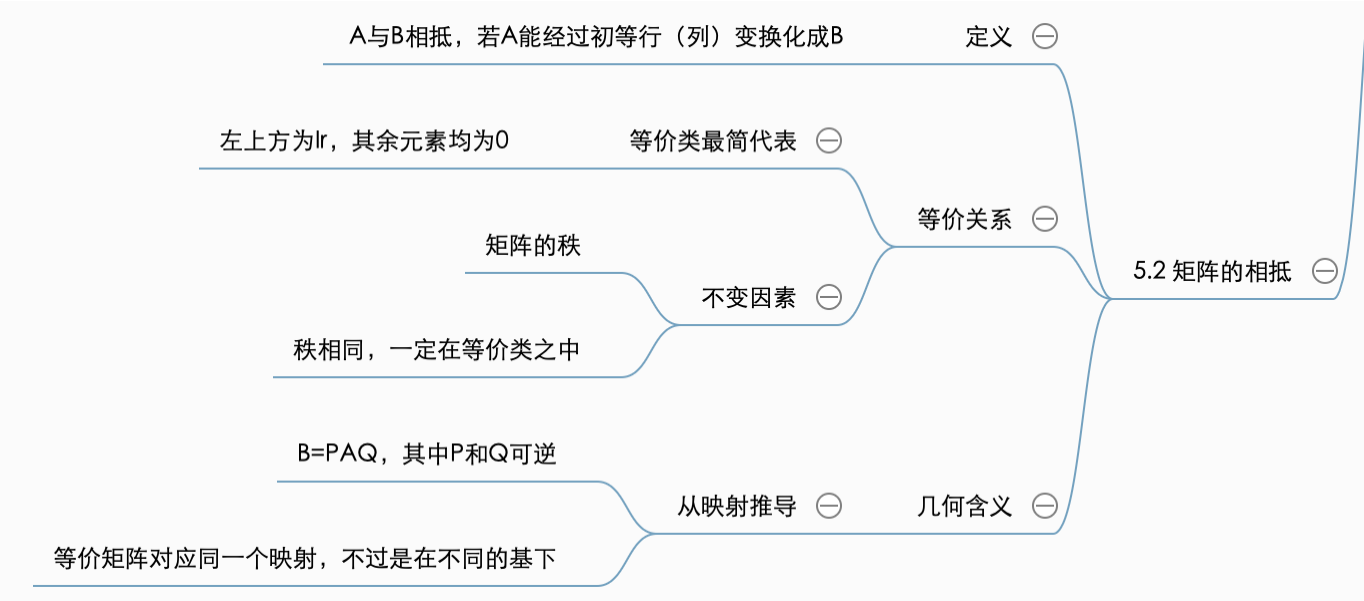 A与B相抵，若A能经过初等行（列）变换化成B
定义
左上方为Ir，其余元素均为0
等价类最简代表
等价关系
矩阵的秩
5.2 矩阵的相抵
不变因素
秩相同，一定在等价类之中
B=PAQ，其中P和Q可逆
从映射推导
几何含义
等价矩阵对应同一个映射，不过是在不同的基下